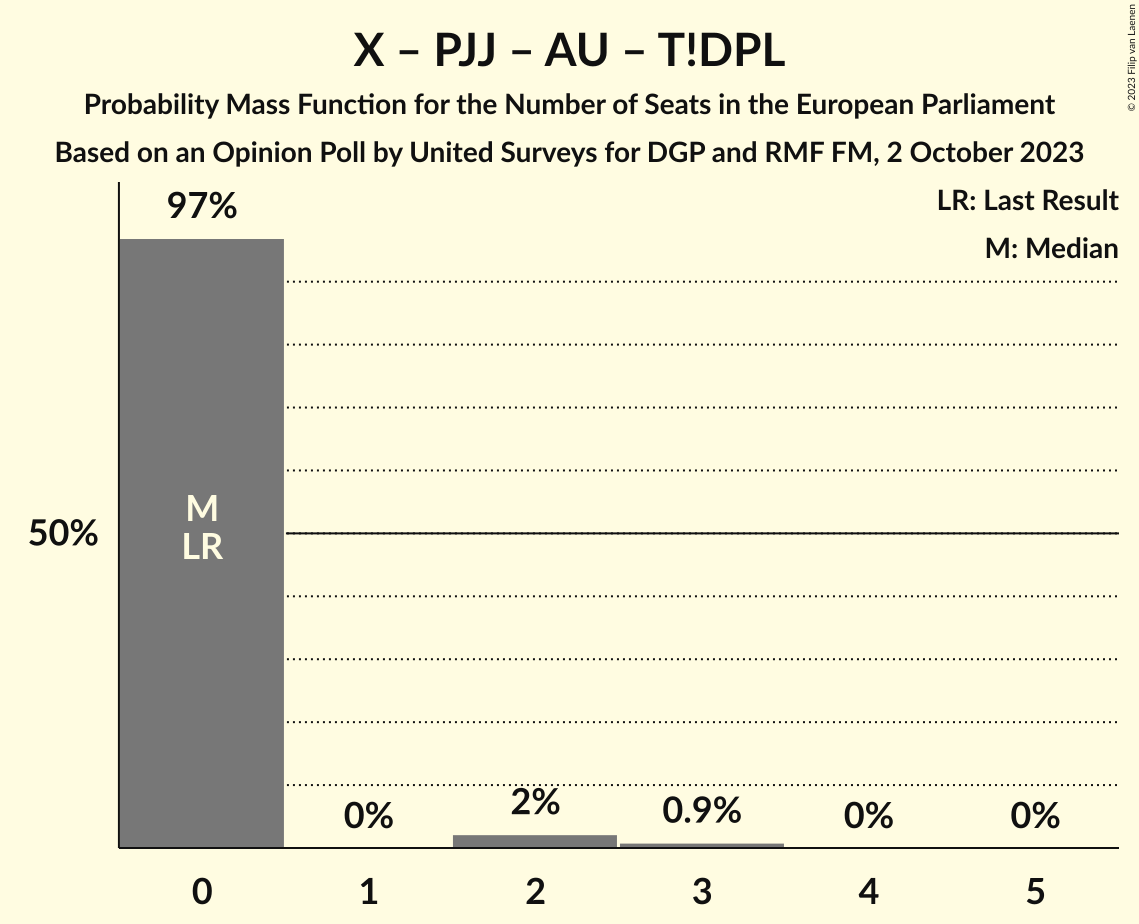 X – PJJ – AU – T!DPL
Probability Mass Function for the Number of Seats in the European Parliament
Based on an Opinion Poll by United Surveys for DGP and RMF FM, 2 October 2023
© 2023 Filip van Laenen
LR: Last Result
M: Median
97%
M
LR
50%
0%
2%
0.9%
0%
0%
0
1
2
3
4
5